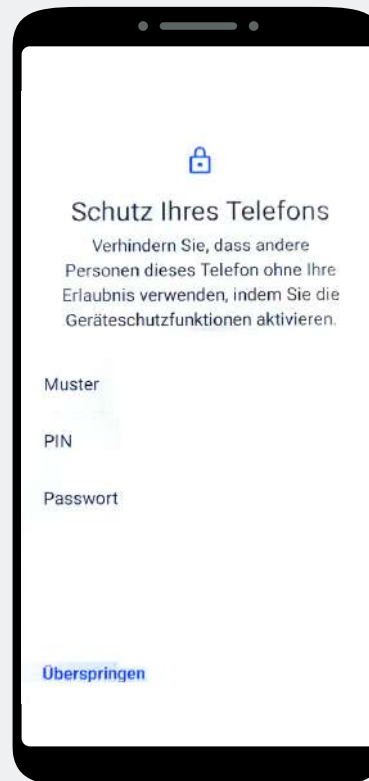 Schutz Ihres Telefons
Verhindern Sie, dass andere
Personen dieses Telefon ohne Ihre
Erlaubnis verwenden, indem Sie die
Geräteschutzfunktionen aktivieren.
Muster
PIN
Passwort
Überspringen